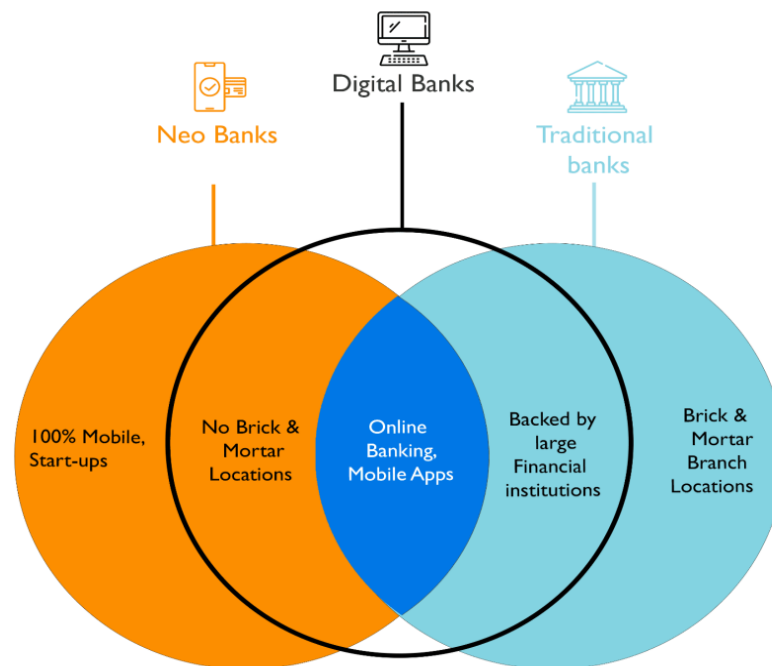 Digital Banks
Neo Banks
Traditional
banks
100% Mobile,
Start-ups
No Brick &
Mortar
Locations
Online
Banking,
Mobile Apps
Backed by
large
Financial
institutions
Brick &
Mortar
Branch
Locations